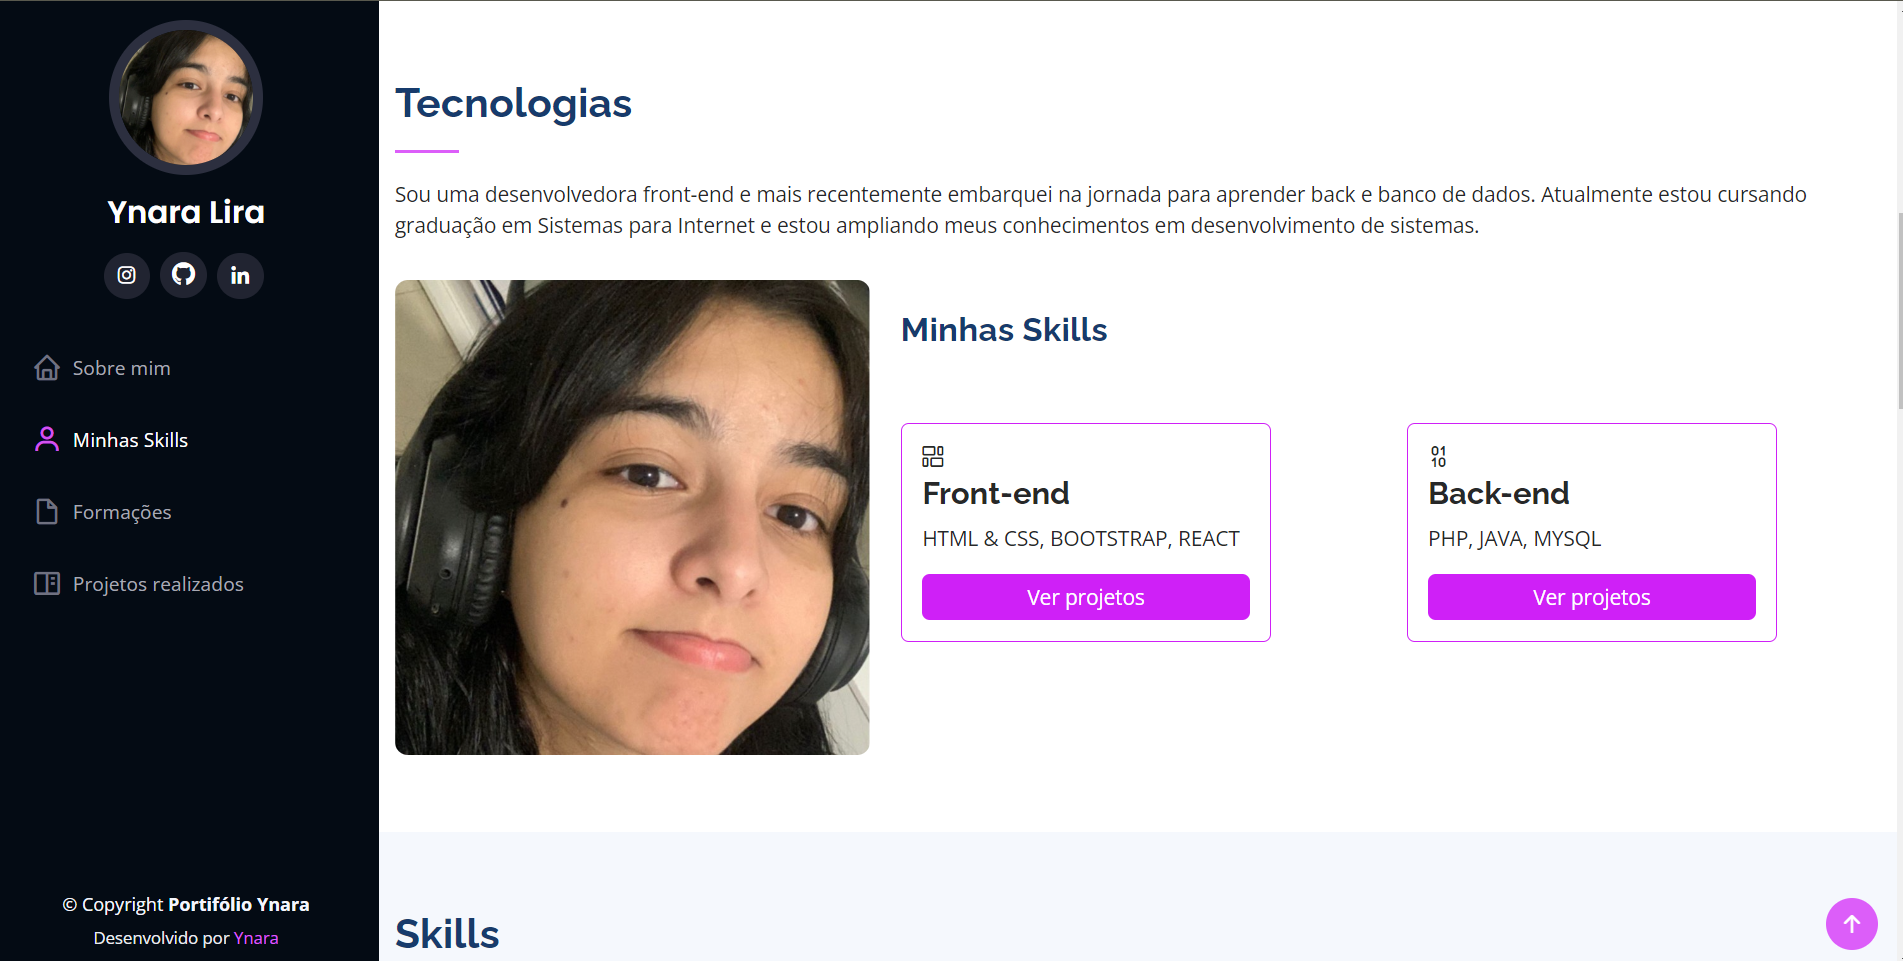 Ynara Lira
in
Sobre mim
Minhas Skills
Formações
Projetos realizados
© Copyright Portifólio Ynara
Desenvolvido por Ynara
Tecnologias
Sou uma desenvolvedora front-end e mais recentemente embarquei na jornada para aprender back e banco de dados. Atualmente estou cursando
graduação em Sistemas para Internet e estou ampliando meus conhecimentos em desenvolvimento de sistemas.
Minhas Skills
Front-end
HTML & CSS, BOOTSTRAP, REACT
Ver projetos
01
10
Back-end
PHP, JAVA, MYSQL
Ver projetos
Skills